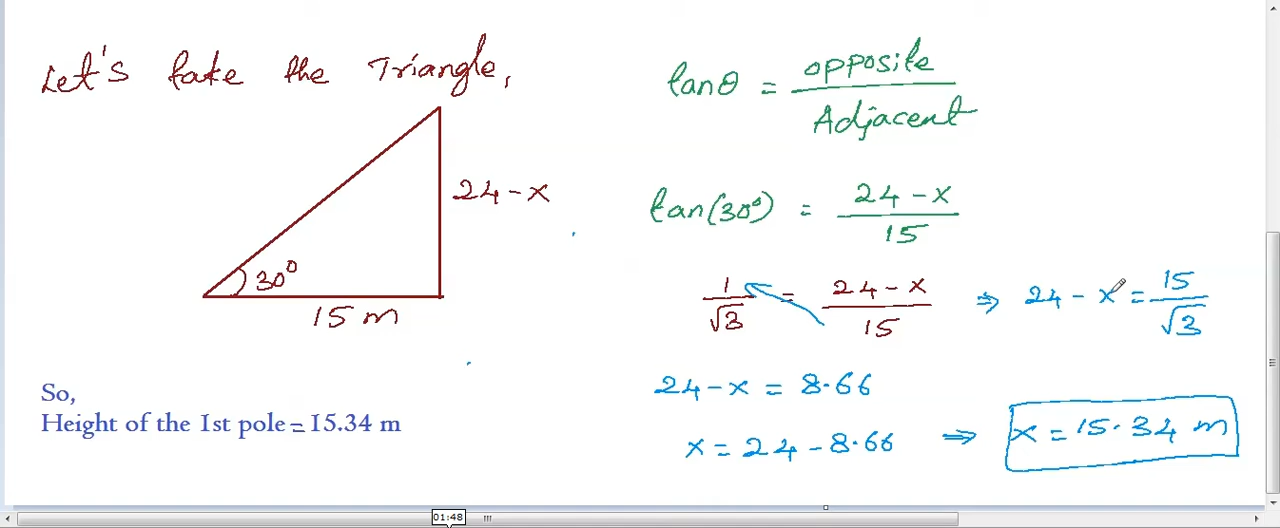 Let's take the Triangle,
24 - x
30°
15 m
So,
Height of the 1st pole = 15.34 m
tanθ = opposite / Adjacent
tan(30°) = 24 - x / 15
1 / √3 = 24 - x / 15 ⇒ 24 - x = 15 / √3
24 - x = 8.66
x = 24 - 8.66 ⇒ x = 15.34 m
01:48